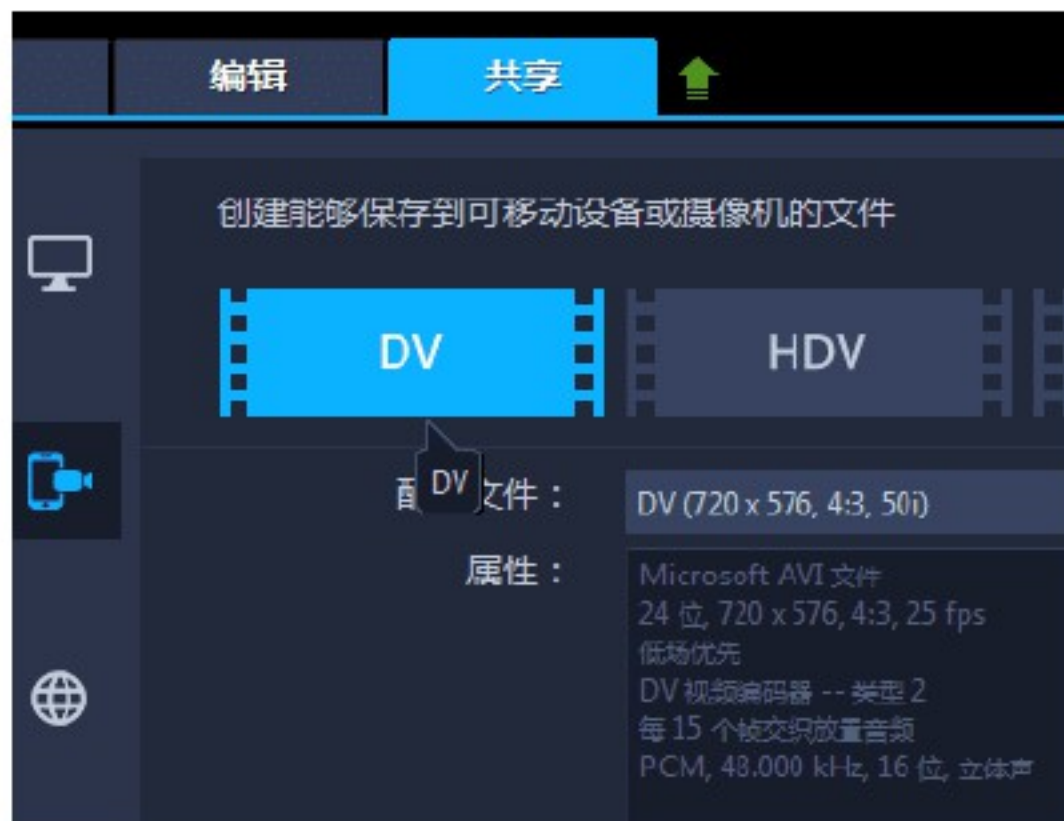 编辑 共享
创建能够保存到可移动设备或摄像机的文件
DV HDV
DV
文件： DV (720 x 576, 4:3, 50i)
属性：
Microsoft AVI 文件
24 位, 720 x 576, 4:3, 25 fps
低场优先
DV 视频编码器 -- 类型 2
每 15 个帧交织放置音频
PCM, 48.000 kHz, 16 位, 立体声